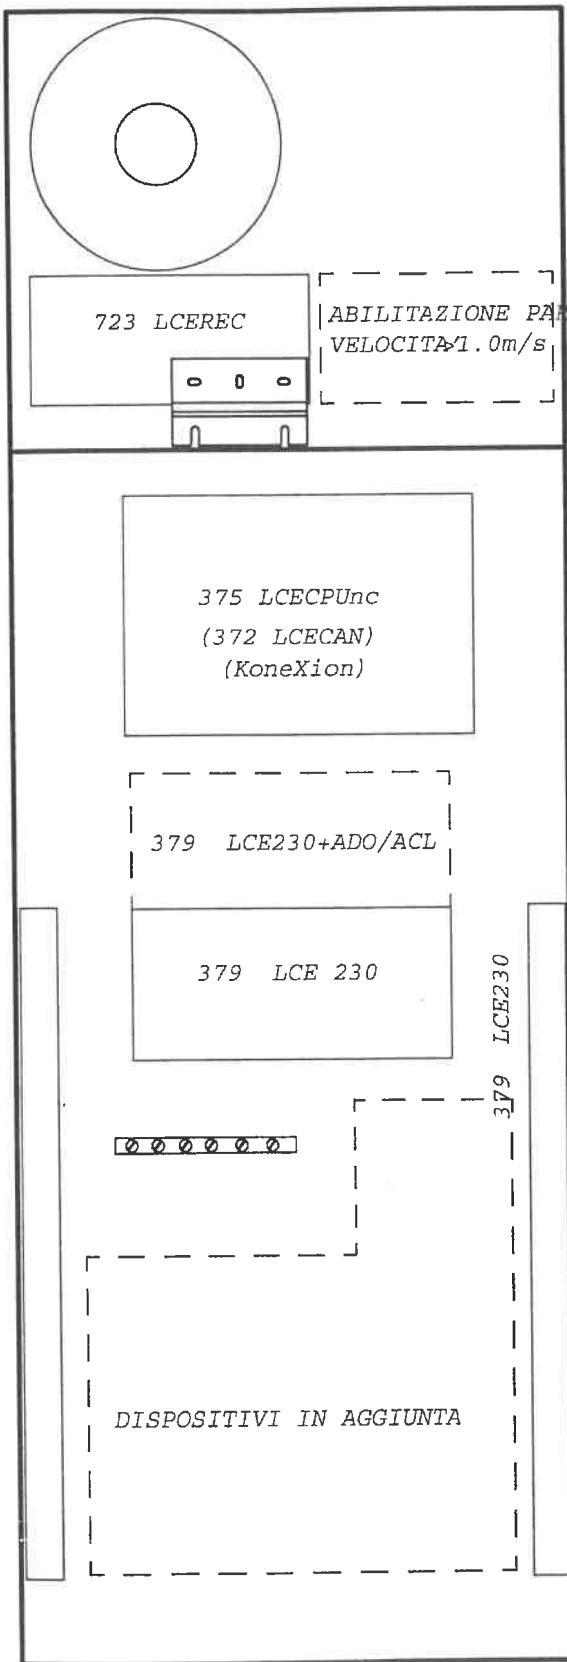 723 LCEREC
ABILITAZIONE PAR
VELOCITA>1.0m/s
375 LCECPUnc
(372 LCECAN)
(KoneXion)
379 LCE230+ADO/ACL
379 LCE 230
379 LCE230
DISPOSITIVI IN AGGIUNTA